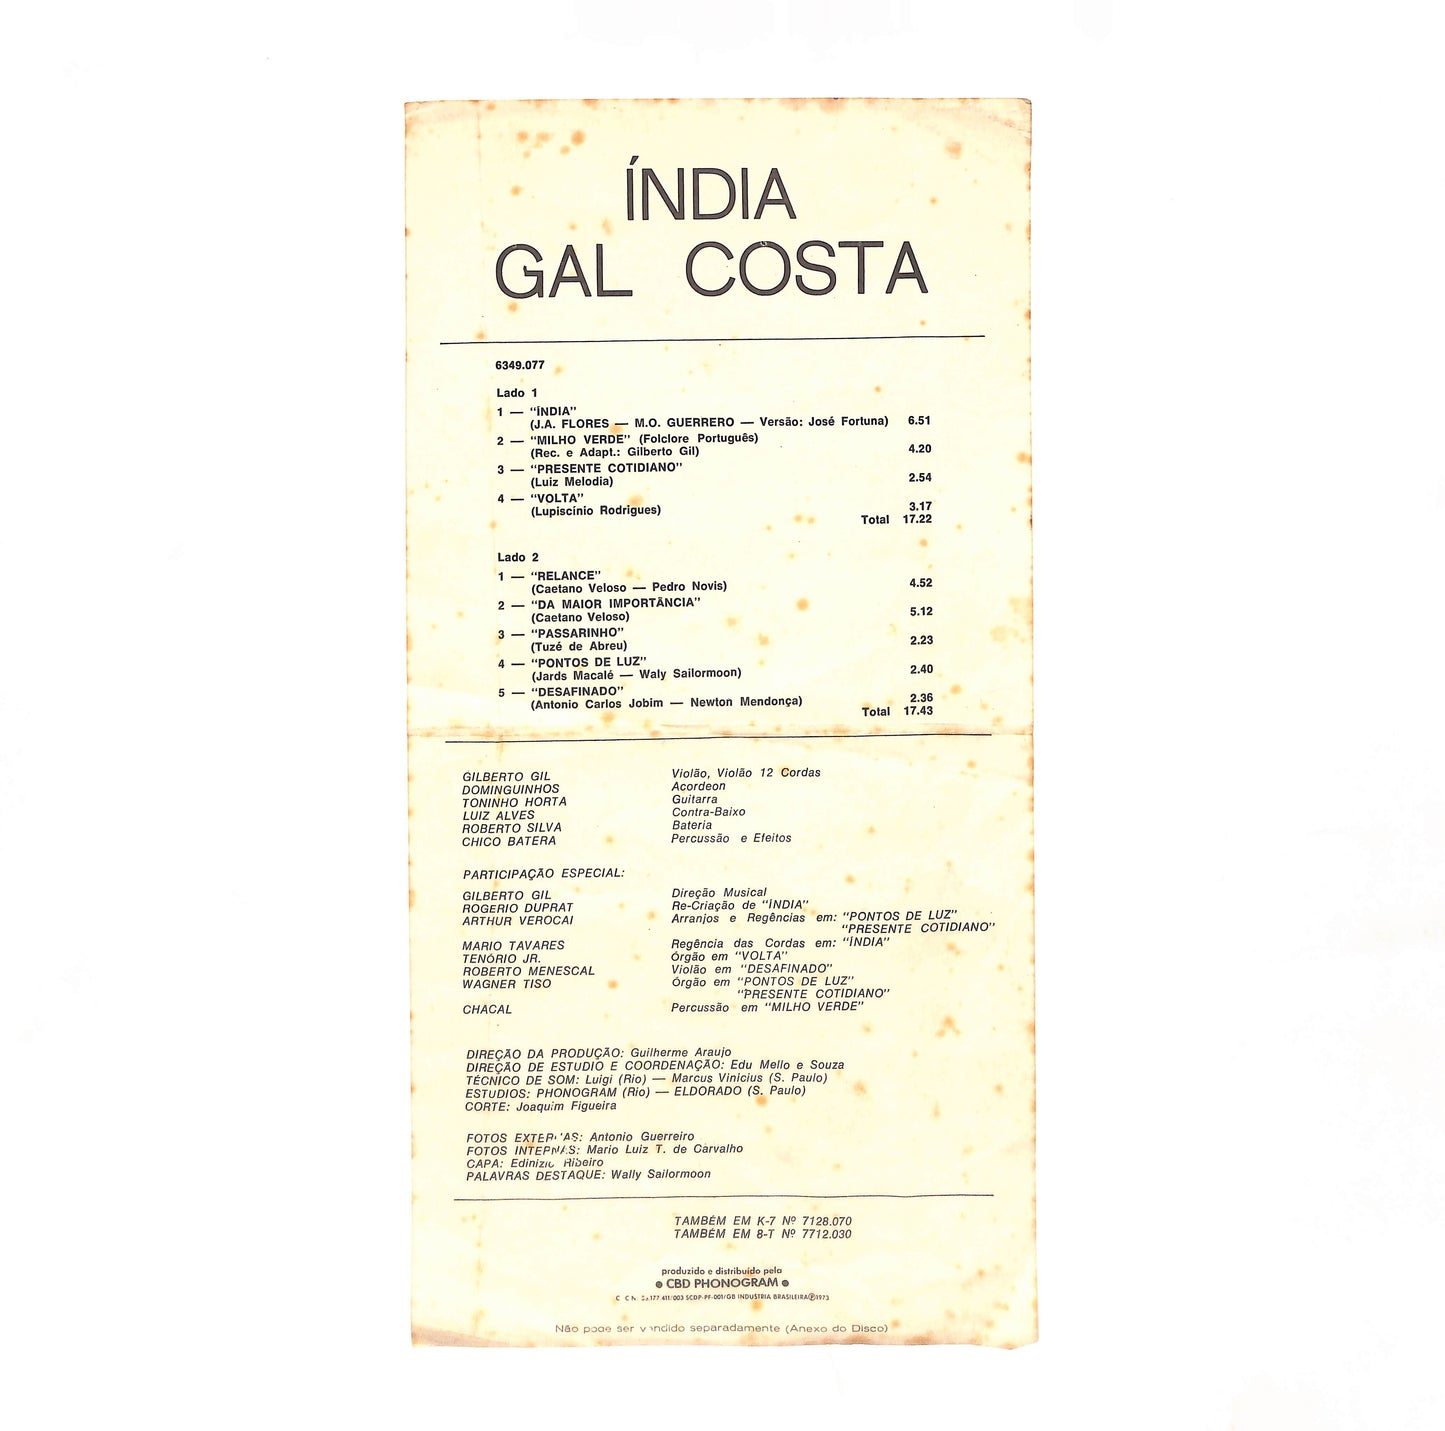 ÍNDIA
GAL COSTA
6349.077
Lado 1
1 — "ÍNDIA"
(J.A. FLORES — M.O. GUERRERO — Versão: José Fortuna) 6.51
2 — "MILHO VERDE" (Folclore Português)
(Rec. e Adapt.: Gilberto Gil) 4.20
3 — "PRESENTE COTIDIANO"
(Luiz Melodia) 2.54
4 — "VOLTA"
(Lupiscínio Rodrigues) 3.17
Total 17.22
Lado 2
1 — "RELANCE"
(Caetano Veloso — Pedro Novis) 4.52
2 — "DA MAIOR IMPORTÂNCIA"
(Caetano Veloso) 5.12
3 — "PASSARINHO"
(Tuzé de Abreu) 2.23
4 — "PONTOS DE LUZ"
(Jards Macalé — Waly Sailormoon) 2.40
5 — "DESAFINADO"
(Antonio Carlos Jobim — Newton Mendonça) 2.36
Total 17.43
GILBERTO GIL Violão, Violão 12 Cordas
DOMINGUINHOS Acordeon
TONINHO HORTA Guitarra
LUIZ ALVES Contra-Baixo
ROBERTO SILVA Bateria
CHICO BATERA Percussão e Efeitos
PARTICIPAÇÃO ESPECIAL:
GILBERTO GIL Direção Musical
ROGERIO DUPRAT Re-Criação de "ÍNDIA"
ARTHUR VEROCAI Arranjos e Regências em: "PONTOS DE LUZ"
"PRESENTE COTIDIANO"
MARIO TAVARES Regência das Cordas em: "ÍNDIA"
TENÓRIO JR. Órgão em "VOLTA"
ROBERTO MENESCAL Violão em "DESAFINADO"
WAGNER TISO Órgão em "PONTOS DE LUZ"
"PRESENTE COTIDIANO"
CHACAL Percussão em "MILHO VERDE"
DIREÇÃO DA PRODUÇÃO: Guilherme Araujo
DIREÇÃO DE ESTUDIO E COORDENAÇÃO: Edu Mello e Souza
TÉCNICO DE SOM: Luigi (Rio) — Marcus Vinicius (S. Paulo)
ESTUDIOS: PHONOGRAM (Rio) — ELDORADO (S. Paulo)
CORTE: Joaquim Figueira
FOTOS EXTERNAS: Antonio Guerreiro
FOTOS INTERNAS: Mario Luiz T. de Carvalho
CAPA: Edinizio Ribeiro
PALAVRAS DESTAQUE: Wally Sailormoon
TAMBÉM EM K-7 Nº 7128.070
TAMBÉM EM 8-T Nº 7712.030
produzido e distribuído pela
● CBD PHONOGRAM ●
SCDP-PF-001/GB INDUSTRIA BRASILEIRA Ⓟ1973
Não pode ser vendido separadamente (Anexo do Disco)